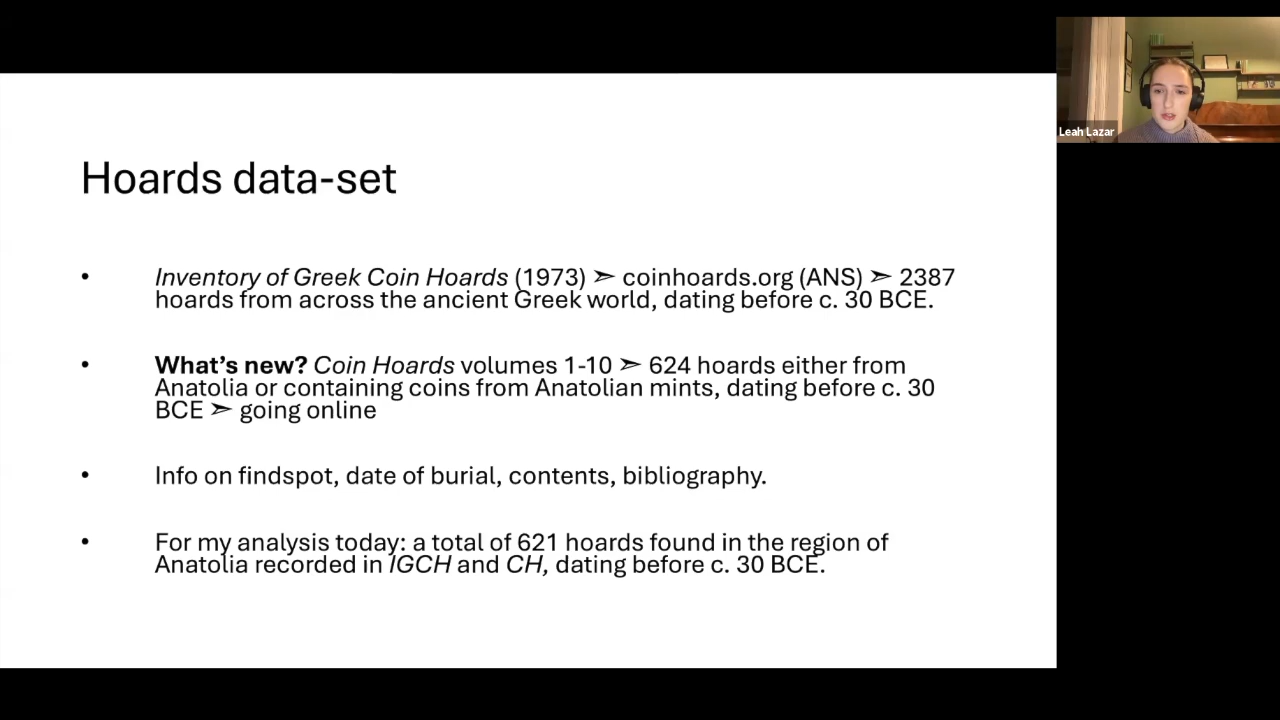 Hoards data-set
• Inventory of Greek Coin Hoards (1973) ➣ coinhoards.org (ANS) ➣ 2387
hoards from across the ancient Greek world, dating before c. 30 BCE.
• What’s new? Coin Hoards volumes 1-10 ➣ 624 hoards either from
Anatolia or containing coins from Anatolian mints, dating before c. 30
BCE ➣ going online
• Info on findspot, date of burial, contents, bibliography.
• For my analysis today: a total of 621 hoards found in the region of
Anatolia recorded in IGCH and CH, dating before c. 30 BCE.
Leah Lazar